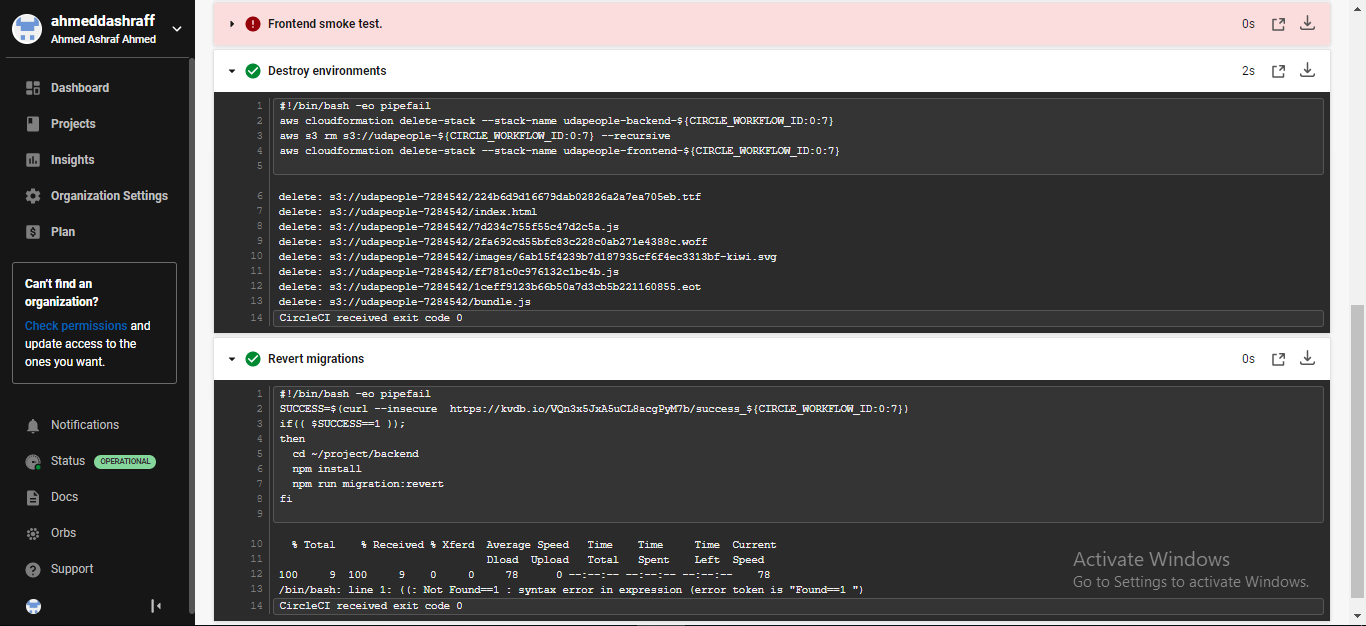 ahmeddashraff
Ahmed Ashraf Ahmed
Dashboard
Projects
Insights
Organization Settings
Plan
Can't find an
organization?
Check permissions and
update access to the
ones you want.
Notifications
Status OPERATIONAL
Docs
Orbs
Support
Frontend smoke test. 0s
Destroy environments 2s
1 #!/bin/bash -eo pipefail
2 aws cloudformation delete-stack --stack-name udapeople-backend-${CIRCLE_WORKFLOW_ID:0:7}
3 aws s3 rm s3://udapeople-${CIRCLE_WORKFLOW_ID:0:7} --recursive
4 aws cloudformation delete-stack --stack-name udapeople-frontend-${CIRCLE_WORKFLOW_ID:0:7}
5
6 delete: s3://udapeople-7284542/224b6d9d16679dab02826a2a7ea705eb.ttf
7 delete: s3://udapeople-7284542/index.html
8 delete: s3://udapeople-7284542/7d234c755f55c47d2c5a.js
9 delete: s3://udapeople-7284542/2fa692cd55bfc83c228c0ab271e4388c.woff
10 delete: s3://udapeople-7284542/images/6ab15f4239b7d187935cf6f4ec3313bf-kiwi.svg
11 delete: s3://udapeople-7284542/ff781c0c976132c1bc4b.js
12 delete: s3://udapeople-7284542/1ceff9123b66b50a7d3cb5b221160855.eot
13 delete: s3://udapeople-7284542/bundle.js
14 CircleCI received exit code 0
Revert migrations 0s
1 #!/bin/bash -eo pipefail
2 SUCCESS=$(curl --insecure  https://kvdb.io/VQn3x5JxA5uCL8acgPyM7b/success_${CIRCLE_WORKFLOW_ID:0:7})
3 if(( $SUCCESS==1 ));
4 then
5 cd ~/project/backend
6 npm install
7 npm run migration:revert
8 fi
9
10 % Total % Received % Xferd Average Speed Time Time Time Current
11 Dload Upload Total Spent Left Speed
12 100 9 100 9 0 0 78 0 --:--:-- --:--:-- --:--:-- 78
13 /bin/bash: line 1: ((: Not Found==1 : syntax error in expression (error token is "Found==1 ")
14 CircleCI received exit code 0
Activate Windows
Go to Settings to activate Windows.